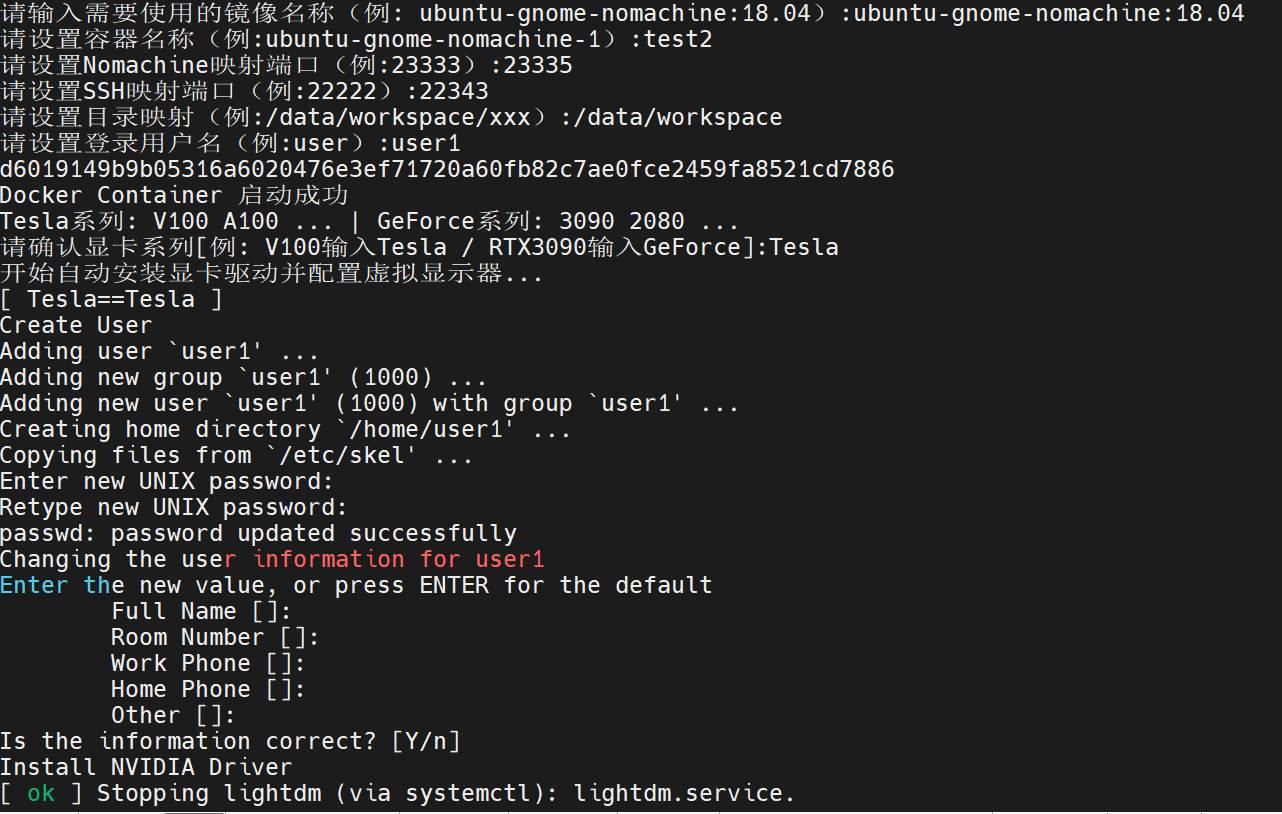 请输入需要使用的镜像名称（例: ubuntu-gnome-nomachine:18.04）:ubuntu-gnome-nomachine:18.04
请设置容器名称（例:ubuntu-gnome-nomachine-1）:test2
请设置Nomachine映射端口（例:23333）:23335
请设置SSH映射端口（例:22222）:22343
请设置目录映射（例:/data/workspace/xxx）:/data/workspace
请设置登录用户名（例:user）:user1
d6019149b9b05316a6020476e3ef71720a60fb82c7ae0fce2459fa8521cd7886
Docker Container 启动成功
Tesla系列: V100 A100 ... | GeForce系列: 3090 2080 ...
请确认显卡系列[例: V100输入Tesla / RTX3090输入GeForce]:Tesla
开始自动安装显卡驱动并配置虚拟显示器...
[ Tesla==Tesla ]
Create User
Adding user `user1' ...
Adding new group `user1' (1000) ...
Adding new user `user1' (1000) with group `user1' ...
Creating home directory `/home/user1' ...
Copying files from `/etc/skel' ...
Enter new UNIX password:
Retype new UNIX password:
passwd: password updated successfully
Changing the user information for user1
Enter the new value, or press ENTER for the default
Full Name []:
Room Number []:
Work Phone []:
Home Phone []:
Other []:
Is the information correct? [Y/n]
Install NVIDIA Driver
[ ok ] Stopping lightdm (via systemctl): lightdm.service.